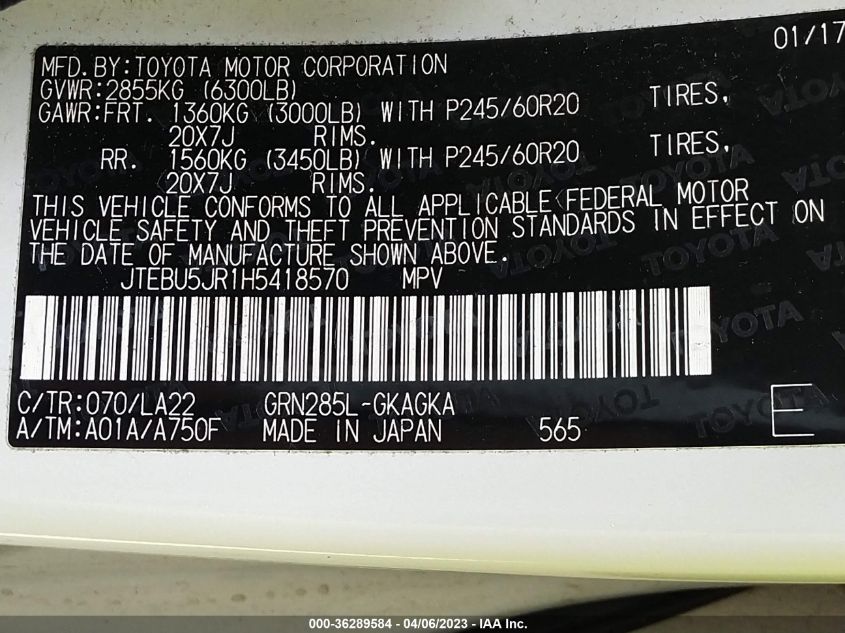 01/17
MFD. BY: TOYOTA MOTOR CORPORATION
GVWR: 2855KG (6300LB)
GAWR: FRT. 1360KG (3000LB) WITH P245/60R20 TIRES,
20X7J RIMS.
RR. 1560KG (3450LB) WITH P245/60R20 TIRES,
20X7J RIMS.
THIS VEHICLE CONFORMS TO ALL APPLICABLE FEDERAL MOTOR
VEHICLE SAFETY AND THEFT PREVENTION STANDARDS IN EFFECT ON
THE DATE OF MANUFACTURE SHOWN ABOVE.
JTEBU5JR1H5418570 MPV
C/TR: 070/LA22 GRN285L-GKAGKA
A/TM: A01A/A750F MADE IN JAPAN 565 E
000-36289584 - 04/06/2023 - IAA Inc.